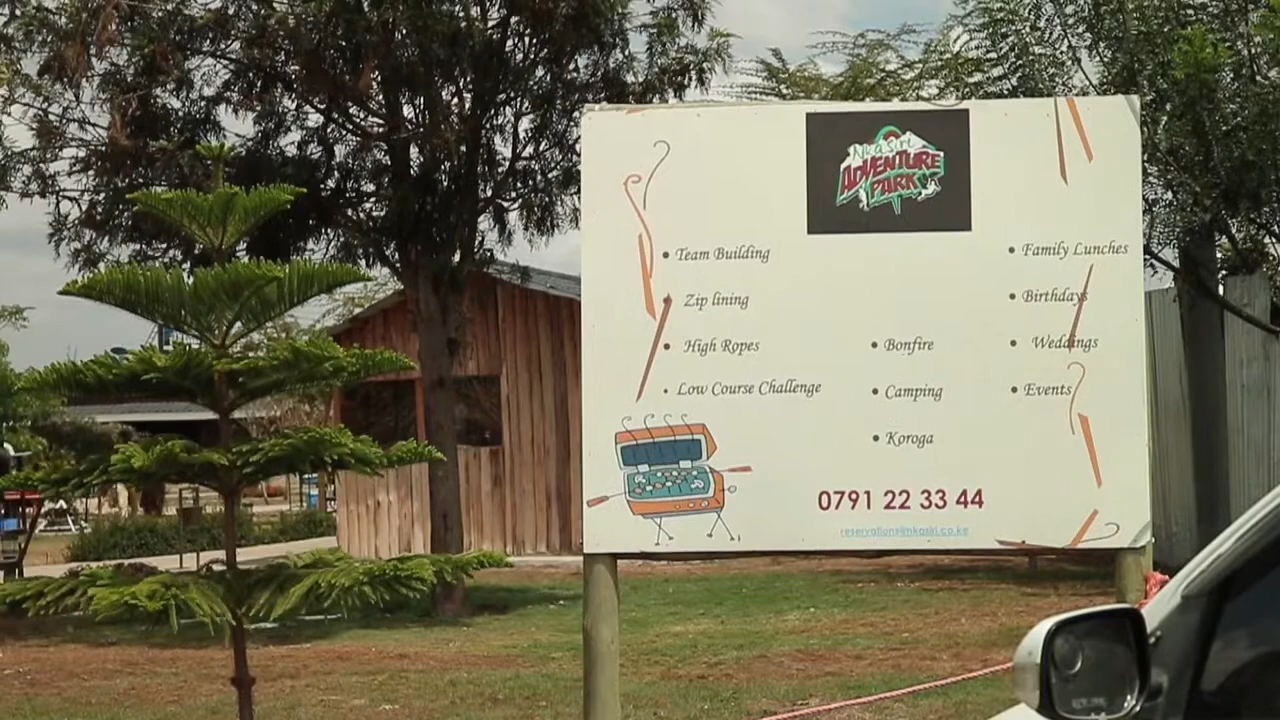 Nkasiri
ADVENTURE
PARK
• Team Building
• Zip lining
• High Ropes
• Low Course Challenge
• Bonfire
• Camping
• Koroga
• Family Lunches
• Birthdays
• Weddings
• Events
0791 22 33 44
reservations@nkasiri.co.ke